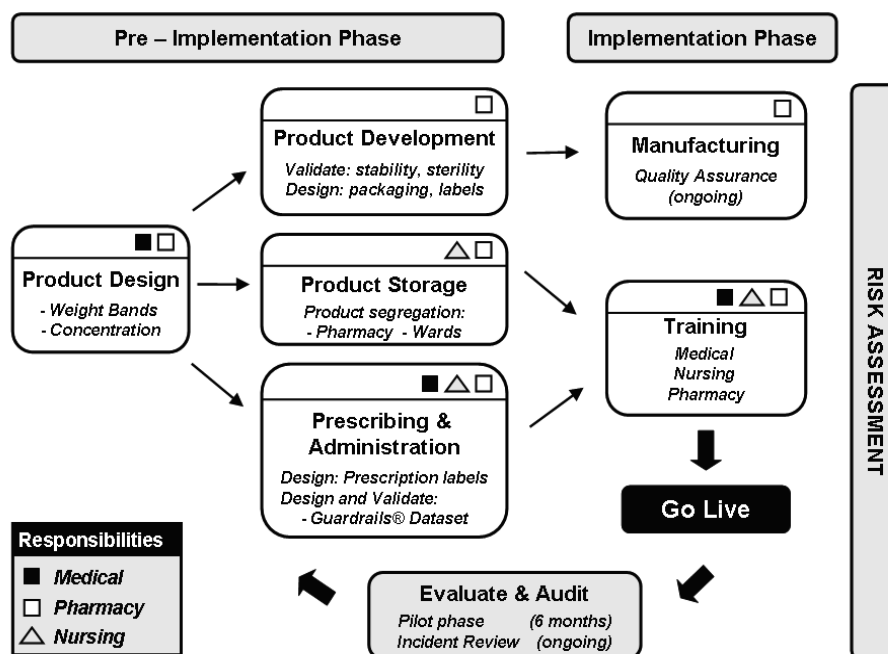 Pre – Implementation Phase
Implementation Phase
Product Development
Validate: stability, sterility
Design: packaging, labels
Manufacturing
Quality Assurance
(ongoing)
Product Design
- Weight Bands
- Concentration
Product Storage
Product segregation:
- Pharmacy - Wards
Training
Medical
Nursing
Pharmacy
Prescribing &
Administration
Design: Prescription labels
Design and Validate:
- Guardrails® Dataset
Go Live
Responsibilities
Medical
Pharmacy
Nursing
Evaluate & Audit
Pilot phase (6 months)
Incident Review (ongoing)
RISK ASSESSMENT